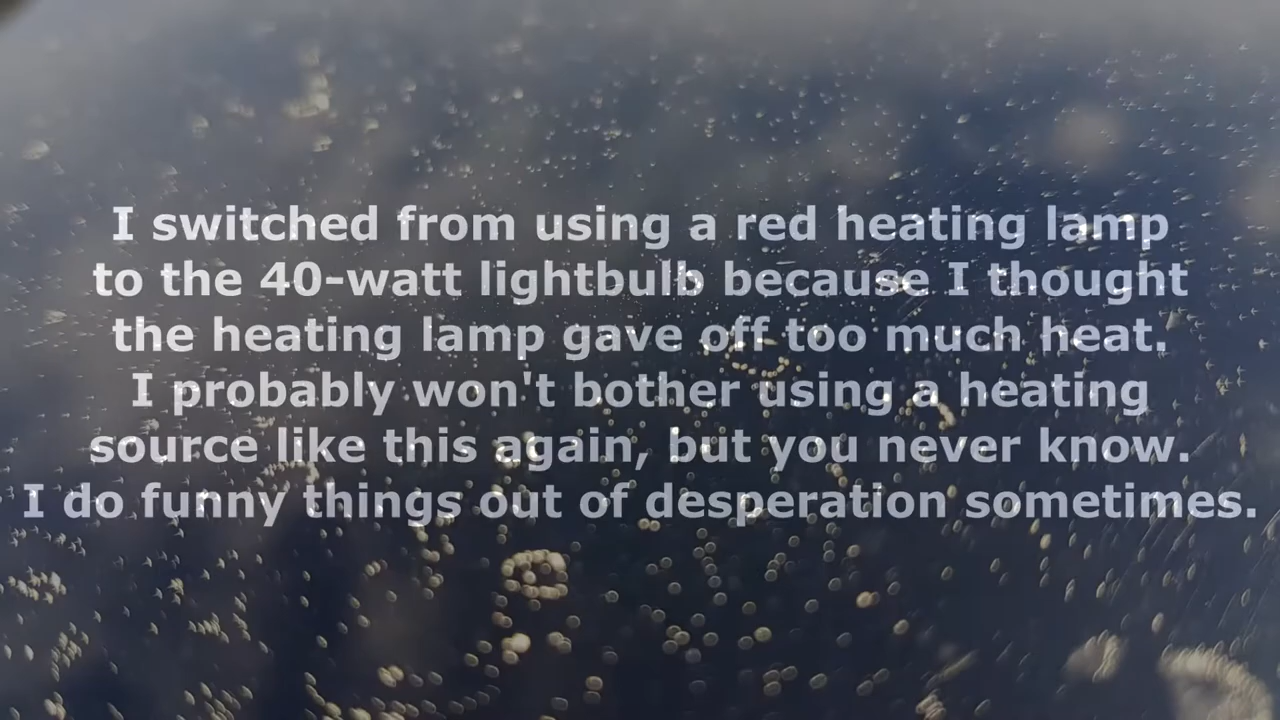 I switched from using a red heating lamp
to the 40-watt lightbulb because I thought
the heating lamp gave off too much heat.
I probably won't bother using a heating
source like this again, but you never know.
I do funny things out of desperation sometimes.